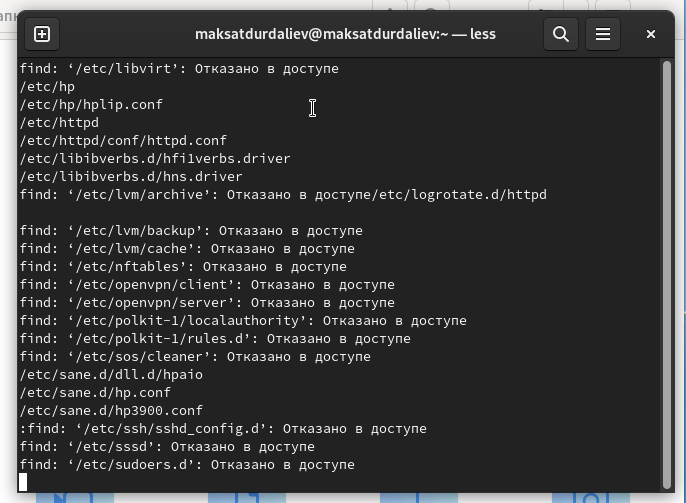 maksatdurdaliev@maksatdurdaliev:~ — less
find: ‘/etc/libvirt’: Отказано в доступе
/etc/hp
/etc/hp/hplip.conf
/etc/httpd
/etc/httpd/conf/httpd.conf
/etc/libibverbs.d/hfi1verbs.driver
/etc/libibverbs.d/hns.driver
find: ‘/etc/lvm/archive’: Отказано в доступе/etc/logrotate.d/httpd
find: ‘/etc/lvm/backup’: Отказано в доступе
find: ‘/etc/lvm/cache’: Отказано в доступе
find: ‘/etc/nftables’: Отказано в доступе
find: ‘/etc/openvpn/client’: Отказано в доступе
find: ‘/etc/openvpn/server’: Отказано в доступе
find: ‘/etc/polkit-1/localauthority’: Отказано в доступе
find: ‘/etc/polkit-1/rules.d’: Отказано в доступе
find: ‘/etc/sos/cleaner’: Отказано в доступе
/etc/sane.d/dll.d/hpaio
/etc/sane.d/hp.conf
/etc/sane.d/hp3900.conf
:find: ‘/etc/ssh/sshd_config.d’: Отказано в доступе
find: ‘/etc/sssd’: Отказано в доступе
find: ‘/etc/sudoers.d’: Отказано в доступе